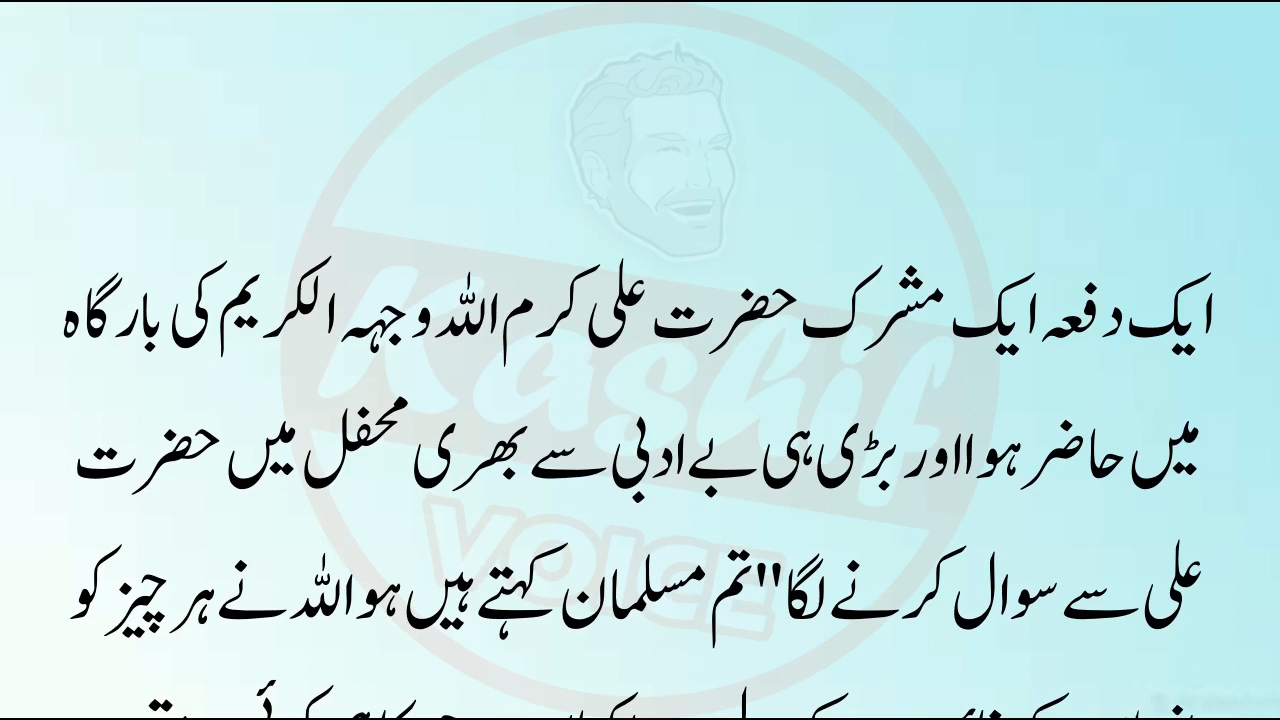 ایک دفعہ ایک مشرک حضرت علی کرم اللہ وجہہ الکریم کی بارگاہ
میں حاضر ہوا اور بڑی ہی بے ادبی سے بھری محفل میں حضرت
علی سے سوال کرنے لگا"تم مسلمان کہتے ہیں ہو اللہ نے ہر چیز کو
Kashif
VOICE